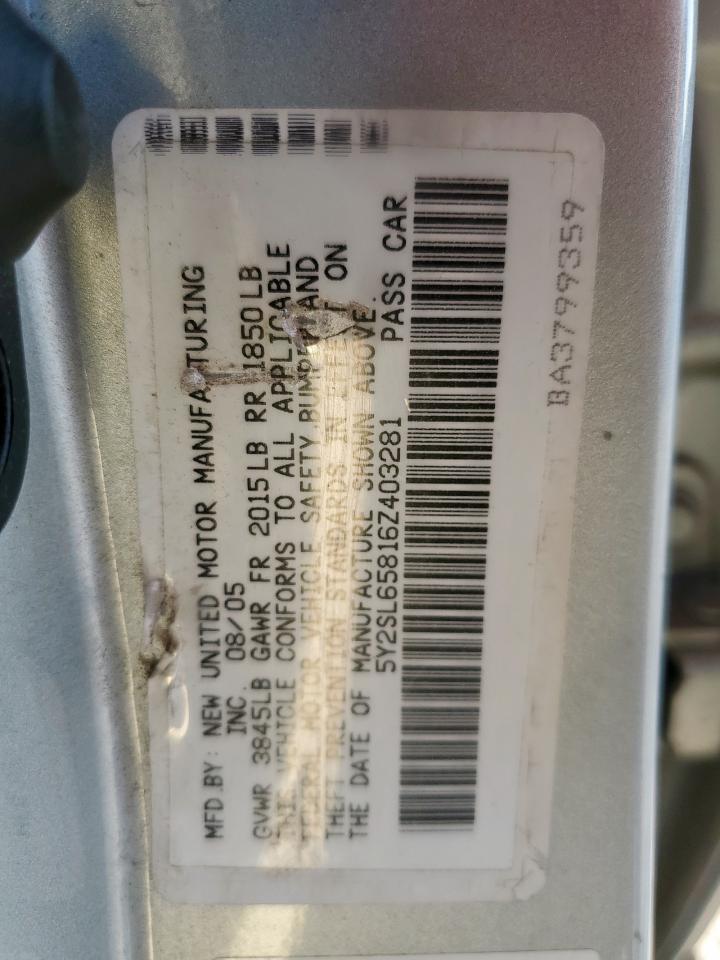 MFD.BY: NEW UNITED MOTOR MANUFACTURING
INC. 08/05
GVWR 3845LB GAWR FR 2015LB RR 1850LB
THIS VEHICLE CONFORMS TO ALL APPLICABLE
FEDERAL MOTOR VEHICLE SAFETY BUMPER AND
THEFT PREVENTION STANDARDS IN EFFECT ON
THE DATE OF MANUFACTURE SHOWN ABOVE.
5Y2SL65816Z403281 PASS CAR
BA3799359